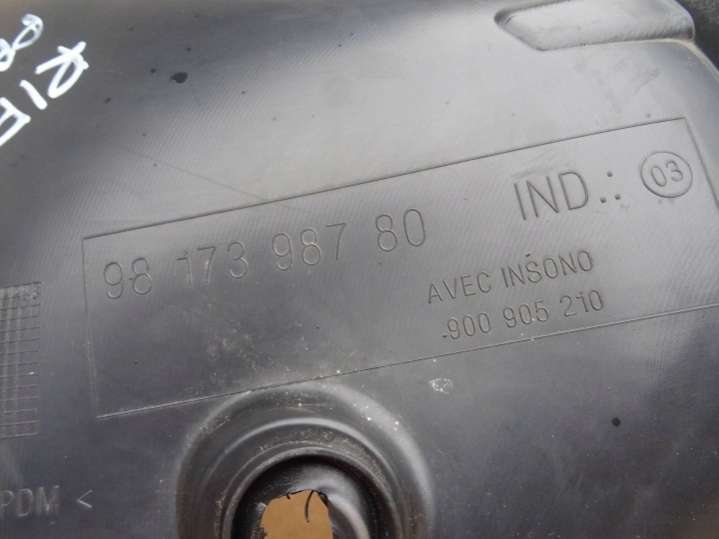 98 173 987 80 IND.: 03
AVEC INSONO
900 905 210
PDM <